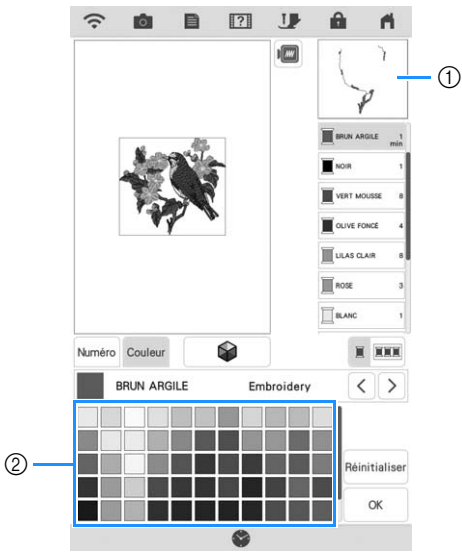 ①
BRUN ARGILE 1 min
NOIR 1
VERT MOUSSE 8
OLIVE FONCÉ 4
LILAS CLAIR 8
ROSE 3
BLANC 1
Numéro Couleur
BRUN ARGILE Embroidery < >
②
Réinitialiser
OK